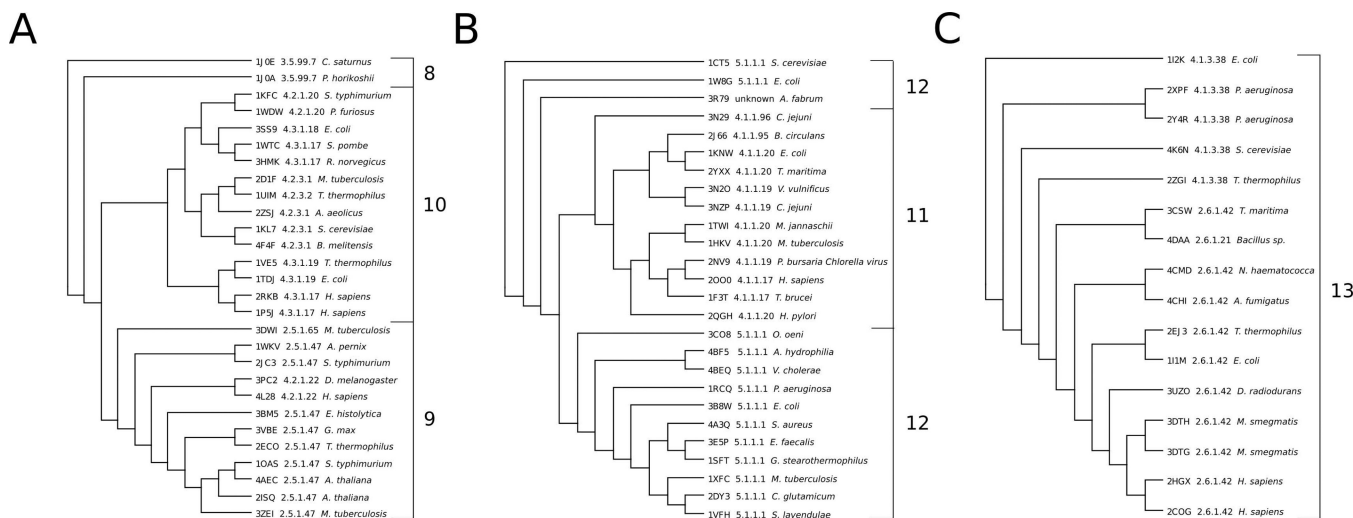 A
1J0E 3.5.99.7 C. saturnus
1J0A 3.5.99.7 P. horikoshii
8
1KFC 4.2.1.20 S. typhimurium
1WDW 4.2.1.20 P. furiosus
3SS9 4.3.1.18 E. coli
1WTC 4.3.1.17 S. pombe
3HMK 4.3.1.17 R. norvegicus
2D1F 4.2.3.1 M. tuberculosis
1UIM 4.2.3.2 T. thermophilus
2ZSJ 4.2.3.1 A. aeolicus
1KL7 4.2.3.1 S. cerevisiae
4F4F 4.2.3.1 B. melitensis
1VE5 4.3.1.19 T. thermophilus
1TDJ 4.3.1.19 E. coli
2RKB 4.3.1.17 H. sapiens
1P5J 4.3.1.17 H. sapiens
10
3DWI 2.5.1.65 M. tuberculosis
1WKV 2.5.1.47 A. pernix
2JC3 2.5.1.47 S. typhimurium
3PC2 4.2.1.22 D. melanogaster
4L28 4.2.1.22 H. sapiens
3BM5 2.5.1.47 E. histolytica
3VBE 2.5.1.47 G. max
2ECO 2.5.1.47 T. thermophilus
1OAS 2.5.1.47 S. typhimurium
4AEC 2.5.1.47 A. thaliana
2ISQ 2.5.1.47 A. thaliana
3ZEI 2.5.1.47 M. tuberculosis
9
B
1CT5 5.1.1.1 S. cerevisiae
1W8G 5.1.1.1 E. coli
3R79 unknown A. fabrum
12
3N29 4.1.1.96 C. jejuni
2J66 4.1.1.95 B. circulans
1KNW 4.1.1.20 E. coli
2YXX 4.1.1.20 T. maritima
3N2O 4.1.1.19 V. vulnificus
3NZP 4.1.1.19 C. jejuni
1TWI 4.1.1.20 M. jannaschii
1HKV 4.1.1.20 M. tuberculosis
2NV9 4.1.1.19 P. bursaria Chlorella virus
2OO0 4.1.1.17 H. sapiens
1F3T 4.1.1.17 T. brucei
2QGH 4.1.1.20 H. pylori
11
3CO8 5.1.1.1 O. oeni
4BF5 5.1.1.1 A. hydrophilia
4BEQ 5.1.1.1 V. cholerae
1RCQ 5.1.1.1 P. aeruginosa
3B8W 5.1.1.1 E. coli
4A3Q 5.1.1.1 S. aureus
3E5P 5.1.1.1 E. faecalis
1SFT 5.1.1.1 G. stearothermophilus
1XFC 5.1.1.1 M. tuberculosis
2DY3 5.1.1.1 C. glutamicum
1VFH 5.1.1.1 S. lavendulae
12
C
1I2K 4.1.3.38 E. coli
2XPF 4.1.3.38 P. aeruginosa
2Y4R 4.1.3.38 P. aeruginosa
4K6N 4.1.3.38 S. cerevisiae
2ZGI 4.1.3.38 T. thermophilus
3CSW 2.6.1.42 T. maritima
4DAA 2.6.1.21 Bacillus sp.
4CMD 2.6.1.42 N. haematococca
4CHI 2.6.1.42 A. fumigatus
2EJ3 2.6.1.42 T. thermophilus
1I1M 2.6.1.42 E. coli
3UZO 2.6.1.42 D. radiodurans
3DTH 2.6.1.42 M. smegmatis
3DTG 2.6.1.42 M. smegmatis
2HGX 2.6.1.42 H. sapiens
2COG 2.6.1.42 H. sapiens
13